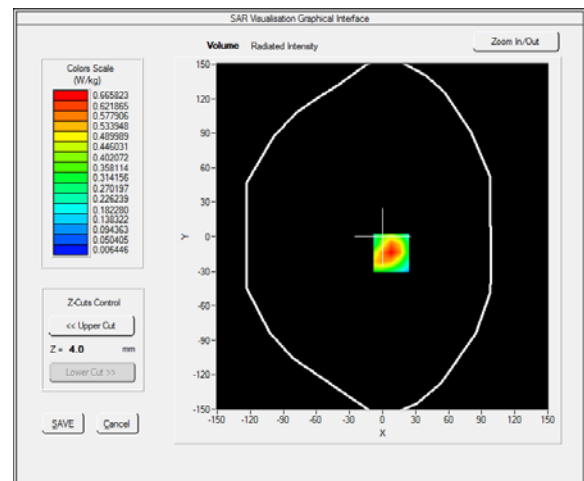 SAR Visualisation Graphical Interface
Volume Radiated Intensity
Zoom In/Out
Colors Scale
(W/kg)
0.665823
0.621865
0.577906
0.533948
0.489989
0.446031
0.402072
0.358114
0.314156
0.270197
0.226239
0.182280
0.138322
0.094363
0.050405
0.006446
Z-Cuts Control
<< Upper Cut
Z = 4.0 mm
Lower Cut >>
SAVE
Cancel
150
120
90
60
30
0
-30
-60
-90
-120
-150
Y
-150 -120 -90 -60 -30 0 30 60 90 120 150
X